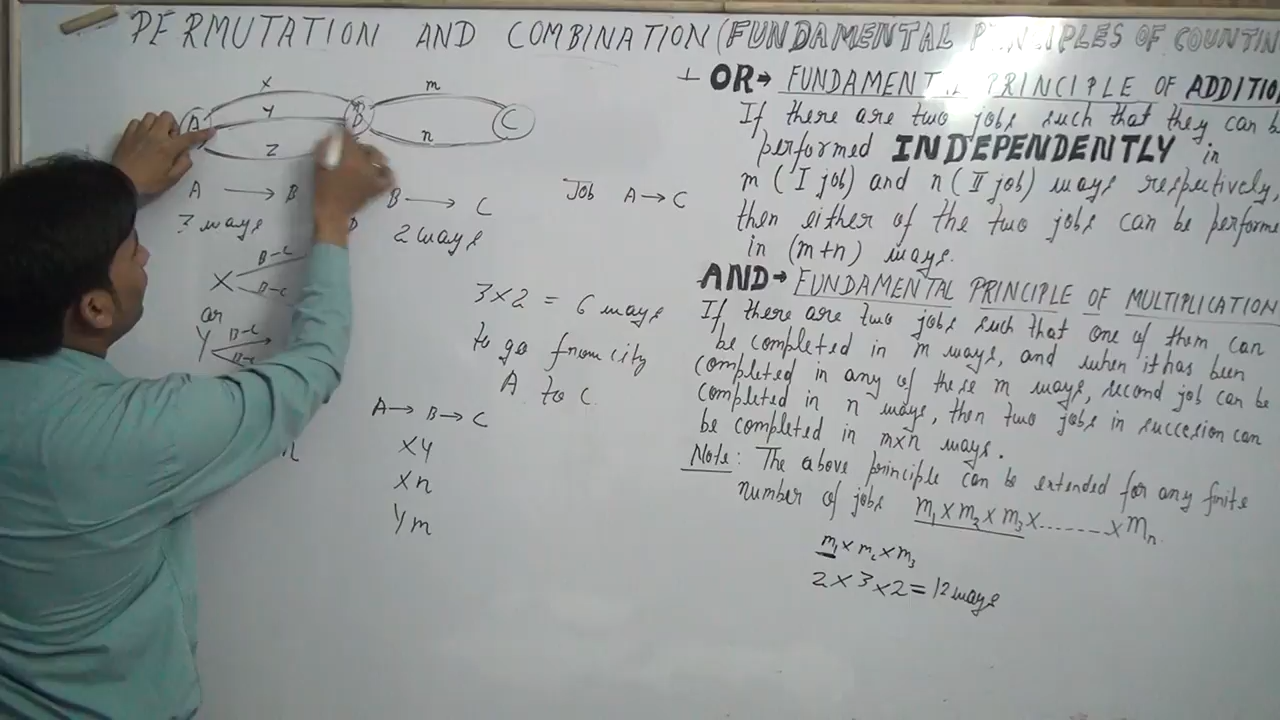 PERMUTATION AND COMBINATION (FUNDAMENTAL PRINCIPLES OF COUNTIN
X
Y
Z
A
B
m
n
C
A → B
3 ways
B → C
2 ways
Job A → C
X B-C
B-C
or
Y B-C
B-C
n
3 x 2 = 6 ways
to go from city
A to C
A → B → C
XY
Xn
Ym
OR→ FUNDAMENTAL PRINCIPLE OF ADDITIO
If there are two jobs such that they can be
performed INDEPENDENTLY in
m (I job) and n (II job) ways respectively,
then either of the two jobs can be performe
in (m+n) ways.
AND→ FUNDAMENTAL PRINCIPLE OF MULTIPLICATION
If there are two jobs such that one of them can
be completed in m ways, and when it has been
completed in any of these m ways, second job can be
completed in n ways, then two jobs in succesion can
be completed in mxn ways.
Note: The above principle can be extended for any finite
number of jobs m₁ x m₂ x m₃ x ........ x mₙ
m₁ x m₂ x m₃
2 x 3 x 2 = 12 ways